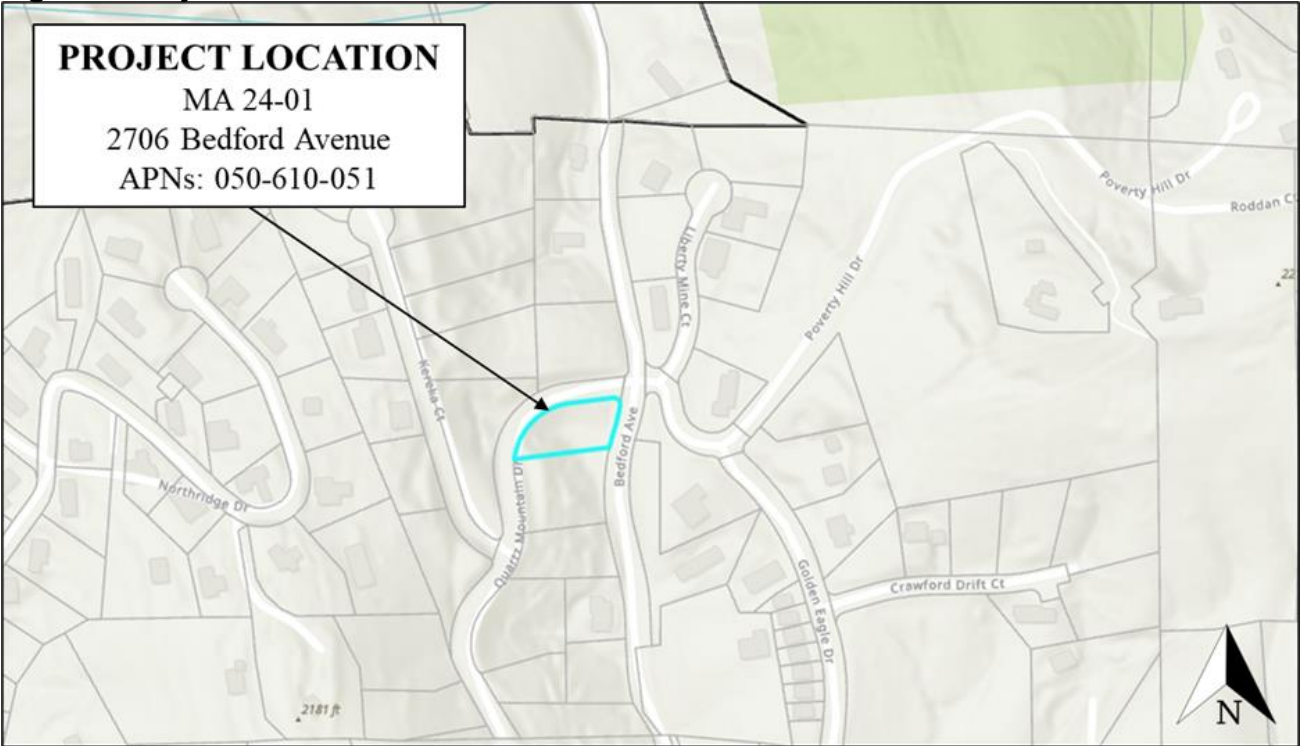 PROJECT LOCATION
MA 24-01
2706 Bedford Avenue
APNs: 050-610-051
Poverty Hill Dr
Roddan C
Liberty Mine Ct
22
Poverty Hill Dr
Kerelia Ct
Bedford Ave
Northridge Dr
Quartz Mountain Dr
Golden Eagle Dr
Crawford Drift Ct
2181 ft
N